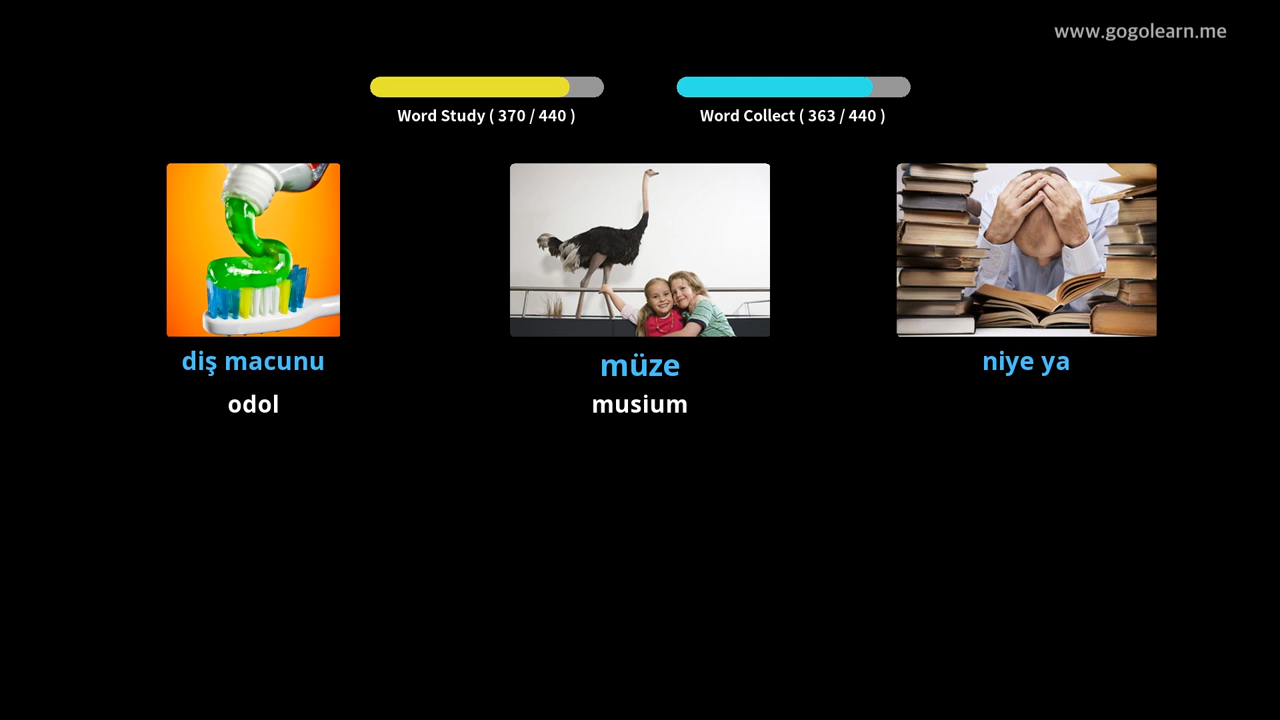 www.gogolearn.me
Word Study ( 370 / 440 )
Word Collect ( 363 / 440 )
diş macunu
müze
niye ya
odol
musium